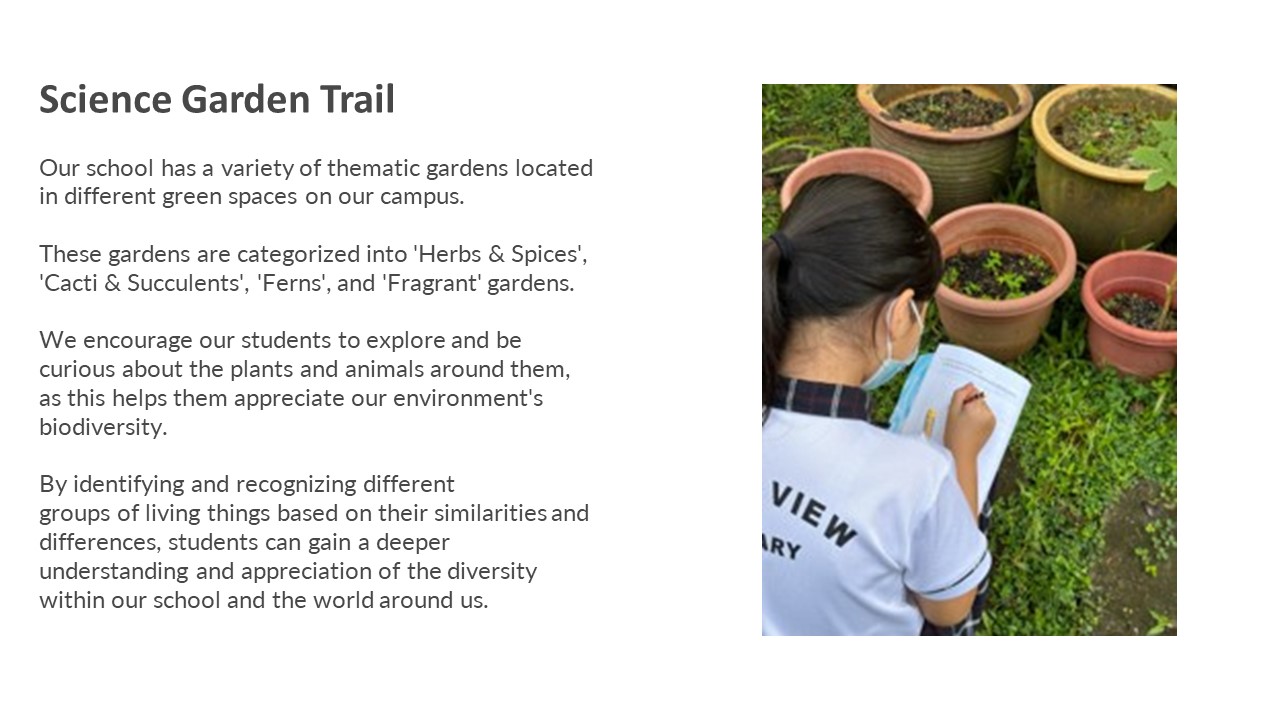 Science Garden Trail
Our school has a variety of thematic gardens located
in different green spaces on our campus.
These gardens are categorized into 'Herbs & Spices',
'Cacti & Succulents', 'Ferns', and 'Fragrant' gardens.
We encourage our students to explore and be
curious about the plants and animals around them,
as this helps them appreciate our environment's
biodiversity.
By identifying and recognizing different
groups of living things based on their similarities and
differences, students can gain a deeper
understanding and appreciation of the diversity
within our school and the world around us.
VIEW
ARY